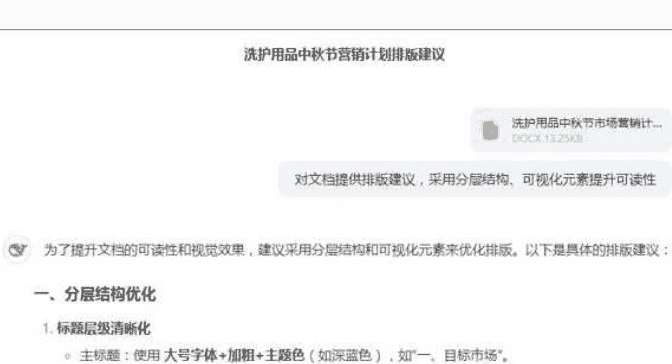 洗护用品中秋节营销计划排版建议
洗护用品中秋节市场营销计...
DOCX 13.25KB
对文档提供排版建议，采用分层结构、可视化元素提升可读性
为了提升文档的可读性和视觉效果，建议采用分层结构和可视化元素来优化排版。以下是具体的排版建议：
一、分层结构优化
1. 标题层级清晰化
主标题：使用 大号字体+加粗+主题色（如深蓝色），如“一、目标市场”。